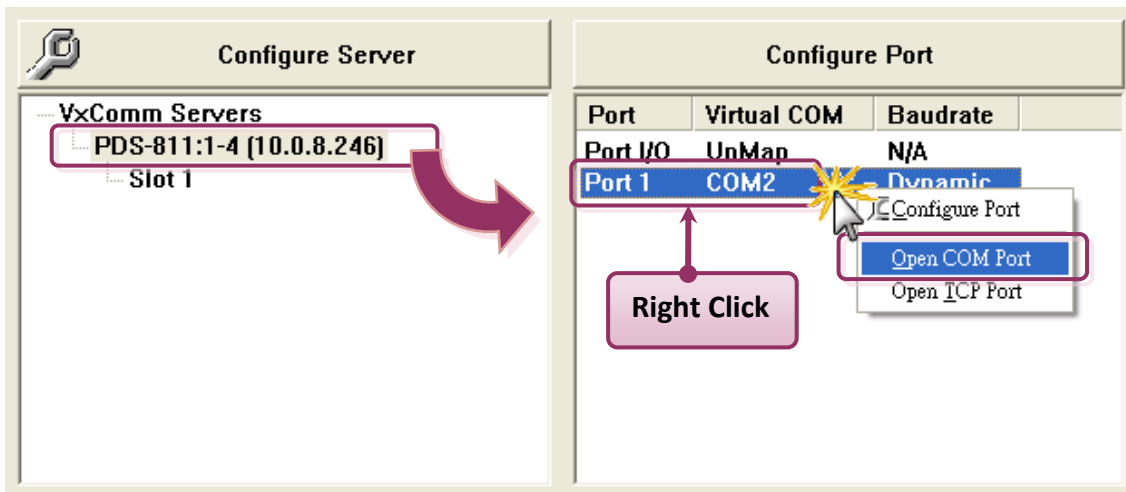 Configure Server
VxComm Servers
PDS-811:1-4 (10.0.8.246)
Slot 1
Configure Port
Port Virtual COM Baudrate
Port I/O UnMap N/A
Port 1 COM2 Dynamic
Configure Port
Open COM Port
Open TCP Port
Right Click